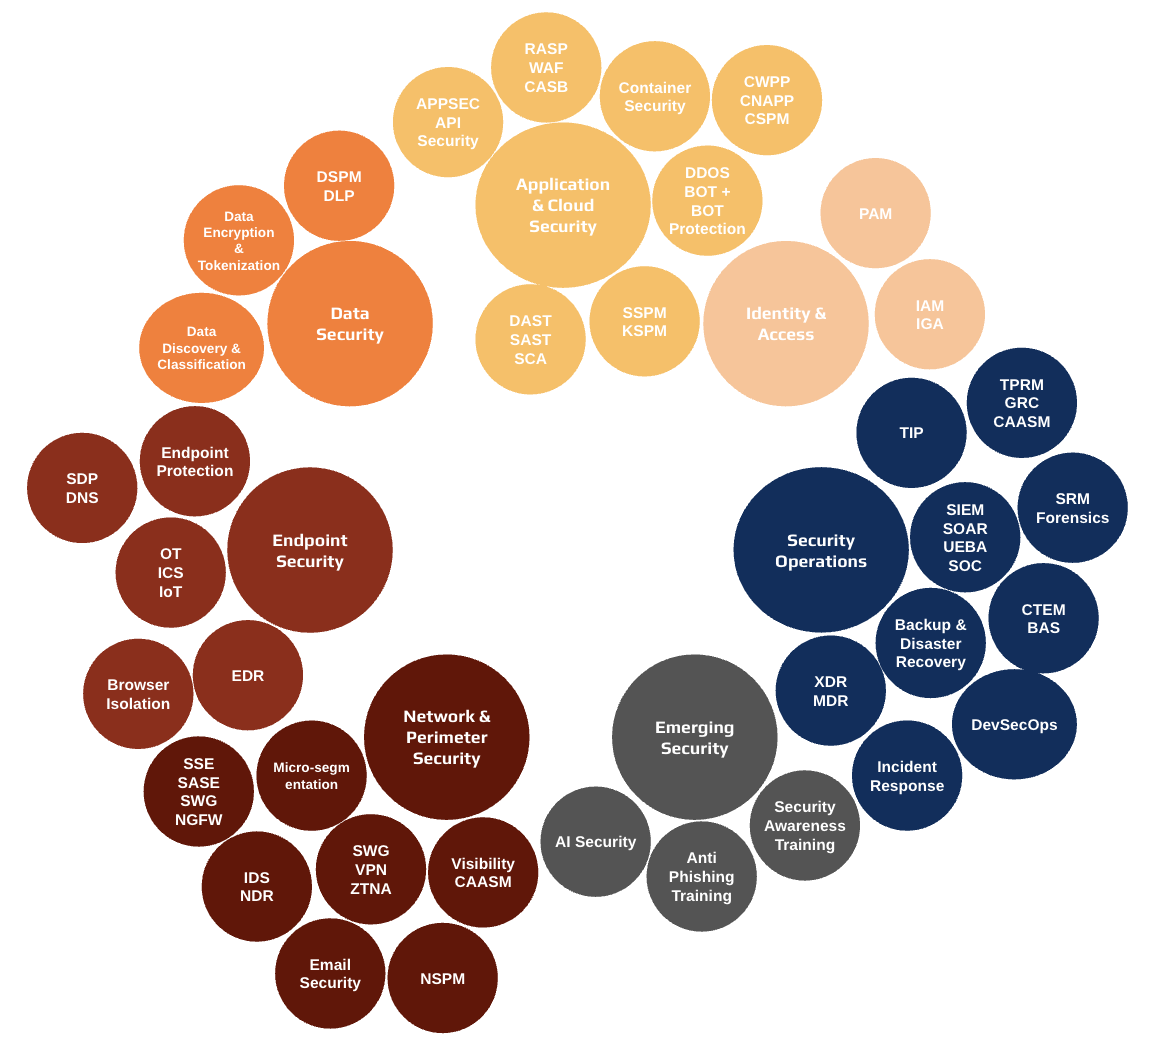 RASP
WAF
CASB
Container
Security
CWPP
CNAPP
CSPM
APPSEC
API
Security
Application
& Cloud
Security
DDOS
BOT +
BOT
Protection
DAST
SAST
SCA
SSPM
KSPM
DSPM
DLP
Data
Encryption
&
Tokenization
Data
Discovery &
Classification
Data
Security
PAM
IAM
IGA
Identity &
Access
TPRM
GRC
CAASM
TIP
SRM
Forensics
SIEM
SOAR
UEBA
SOC
Security
Operations
CTEM
BAS
Backup &
Disaster
Recovery
XDR
MDR
DevSecOps
Incident
Response
Endpoint
Protection
SDP
DNS
OT
ICS
IoT
Endpoint
Security
EDR
Browser
Isolation
Network &
Perimeter
Security
Micro-segm
entation
SSE
SASE
SWG
NGFW
SWG
VPN
ZTNA
Visibility
CAASM
IDS
NDR
Email
Security
NSPM
Emerging
Security
AI Security
Anti
Phishing
Training
Security
Awareness
Training